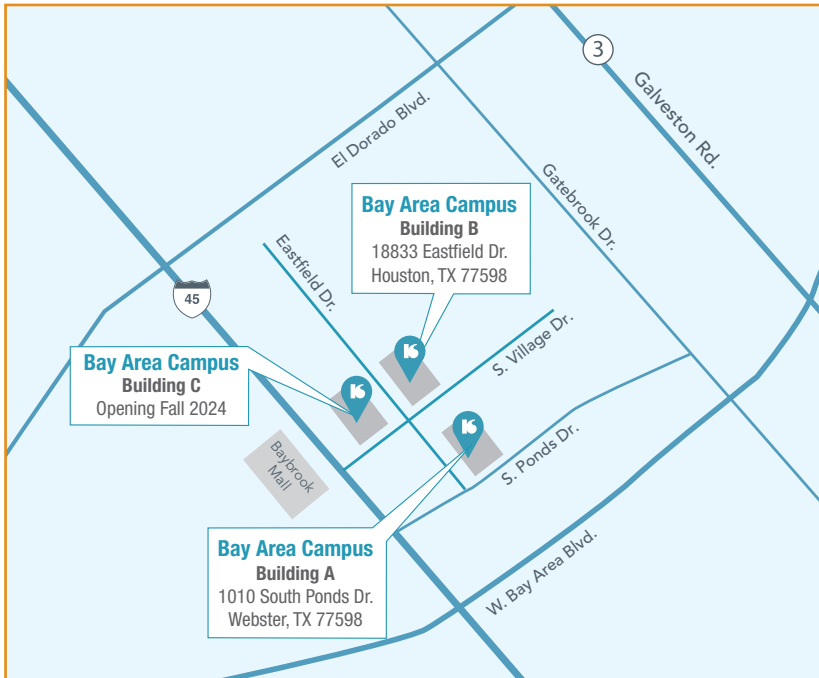 3
Galveston Rd.
El Dorado Blvd.
Gatebrook Dr.
Bay Area Campus
Building B
18833 Eastfield Dr.
Houston, TX 77598
Eastfield Dr.
45
S. Village Dr.
Bay Area Campus
Building C
Opening Fall 2024
Baybrook
Mall
S. Ponds Dr.
Bay Area Campus
Building A
1010 South Ponds Dr.
Webster, TX 77598
W. Bay Area Blvd.